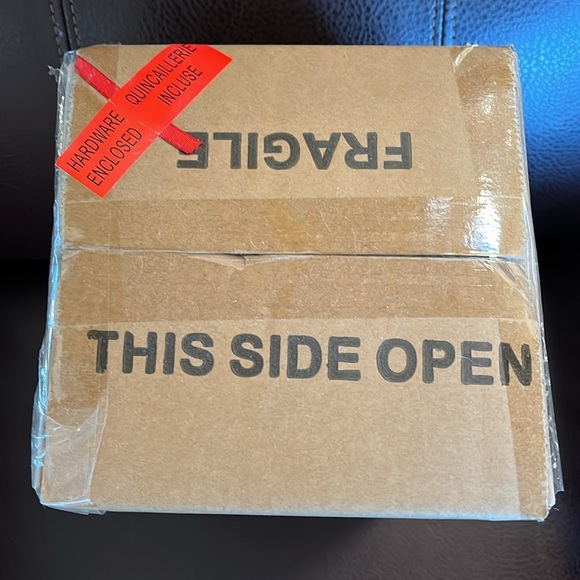 HARDWARE QUINCAILLERIE
ENCLOSED INCLUSE
FRAGILE
THIS SIDE OPEN